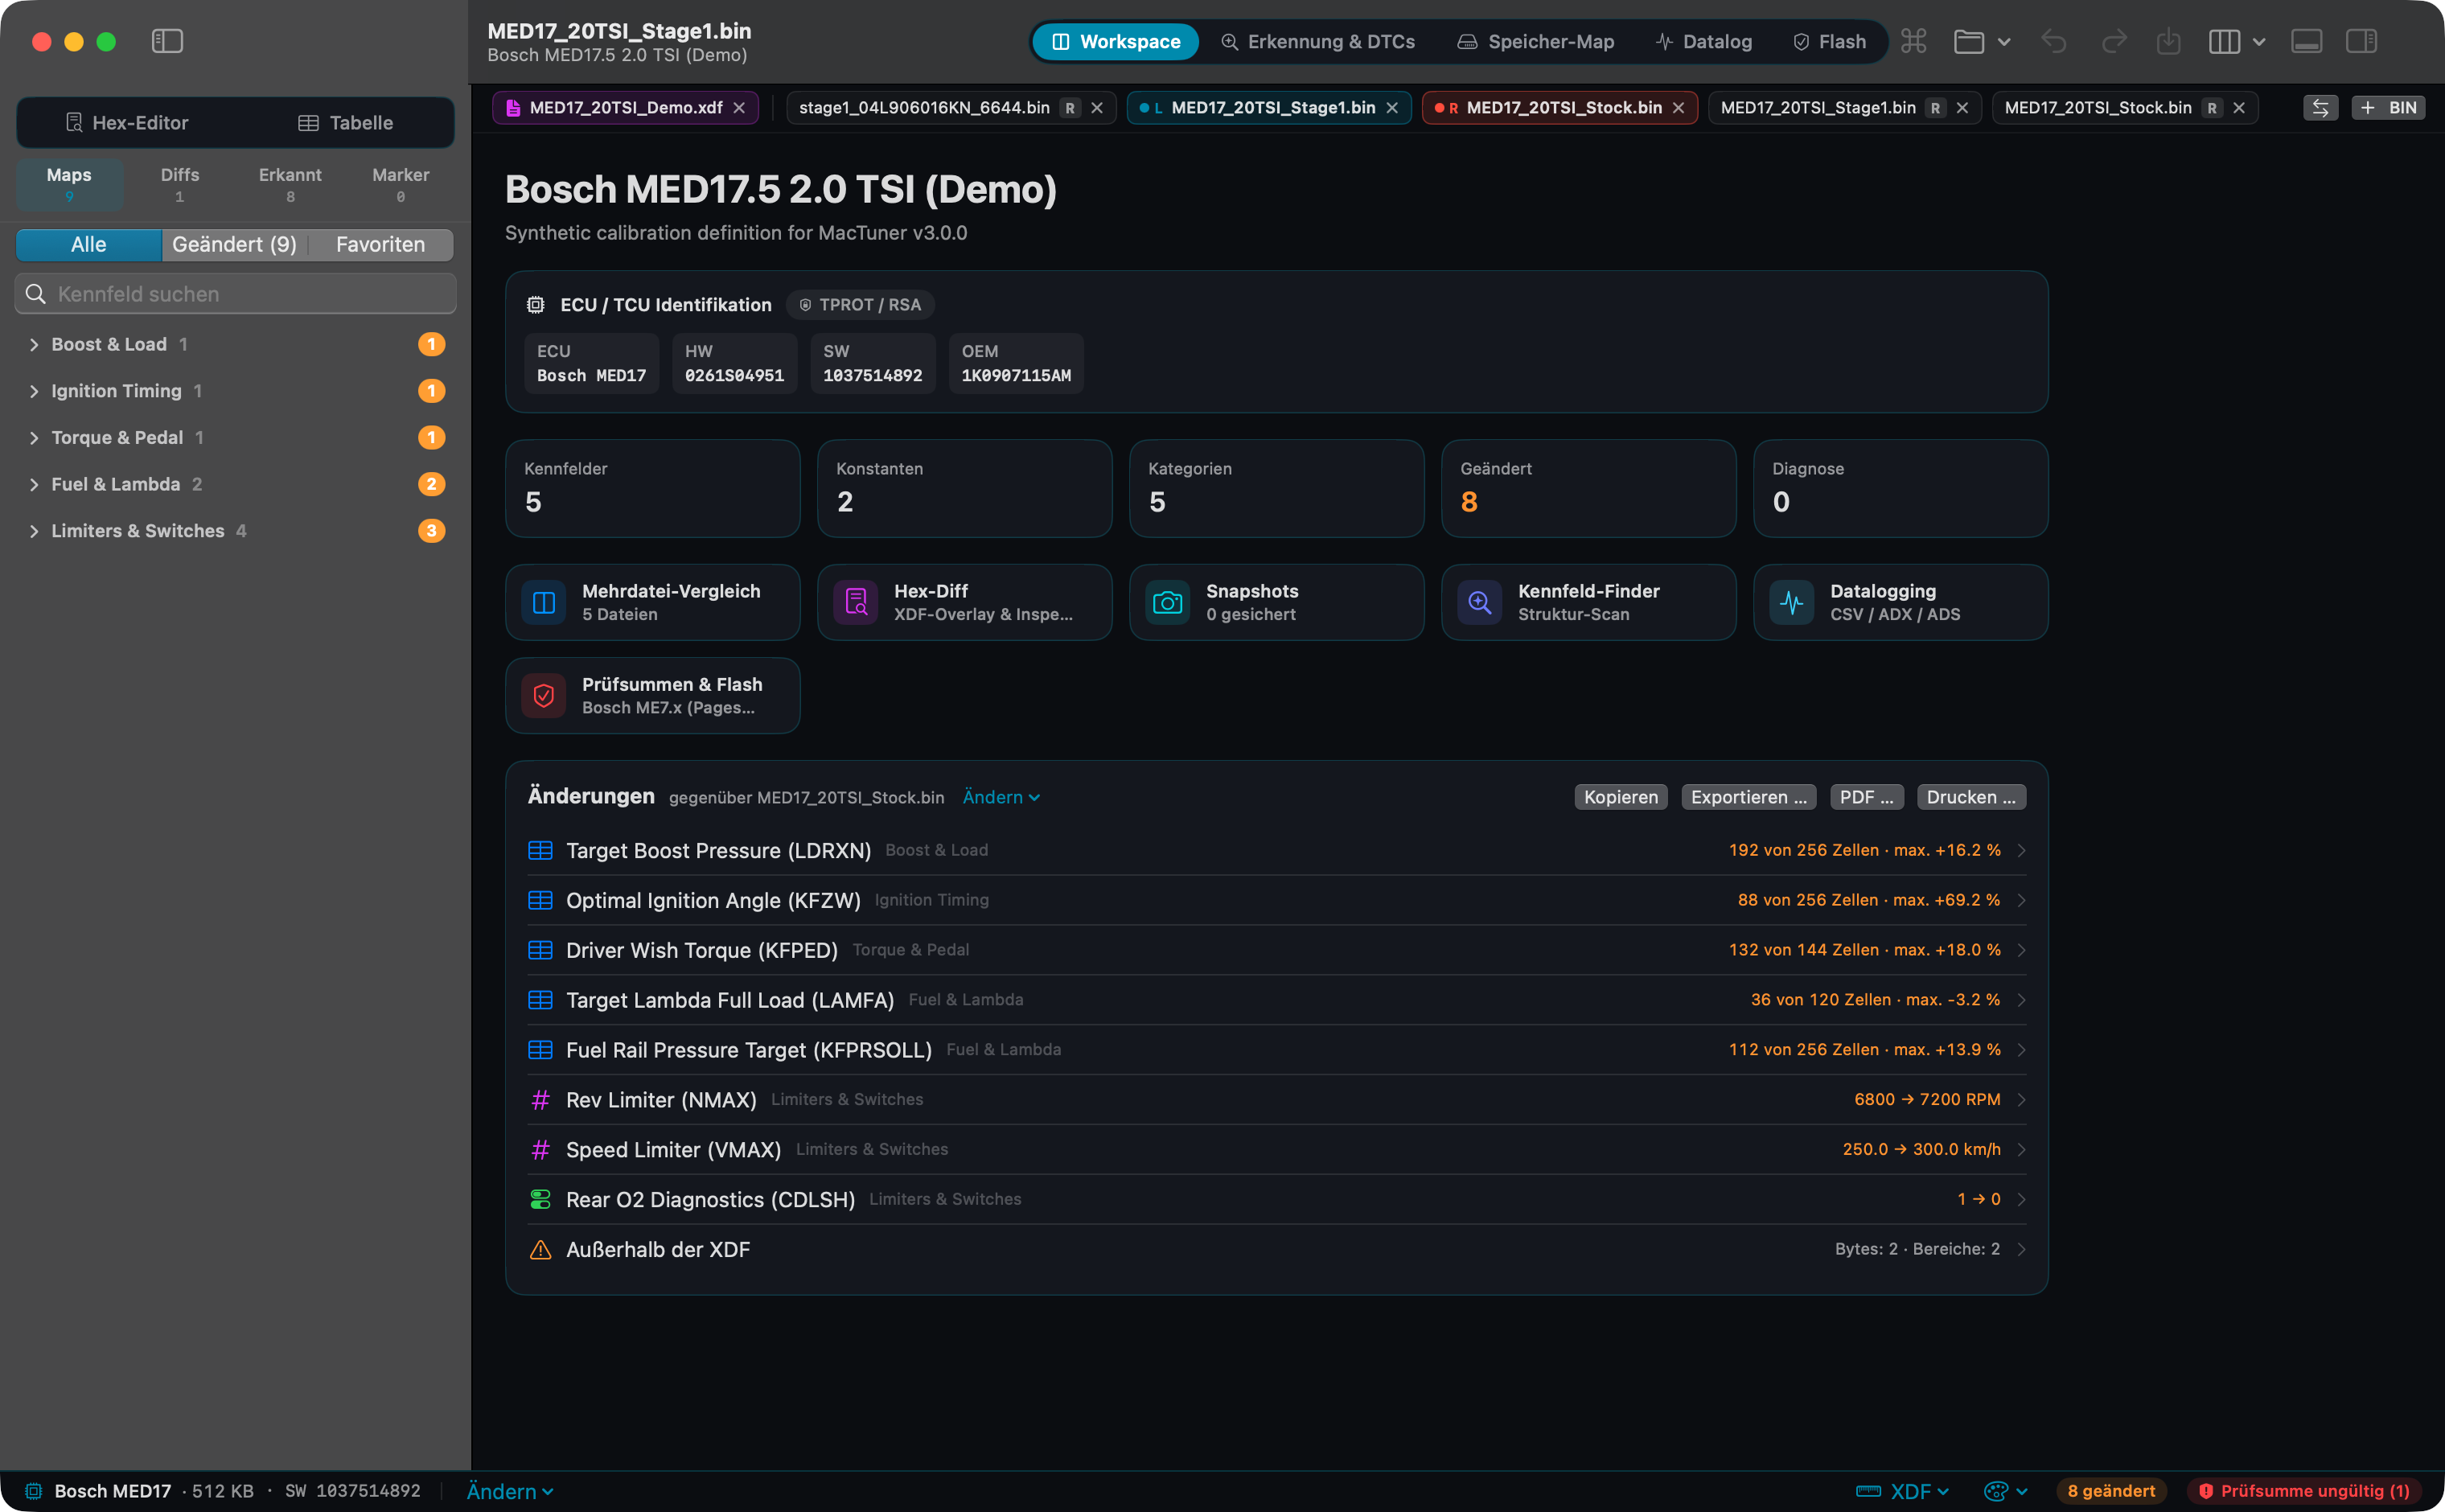 MED17_20TSI_Stage1.bin
Bosch MED17.5 2.0 TSI (Demo)
Workspace
Erkennung & DTCs
Speicher-Map
Datalog
Flash
Hex-Editor
Tabelle
Maps
9
Diffs
1
Erkannt
8
Marker
0
Alle
Geändert (9)
Favoriten
Kennfeld suchen
Boost & Load 1 1
Ignition Timing 1 1
Torque & Pedal 1 1
Fuel & Lambda 2 2
Limiters & Switches 4 3
MED17_20TSI_Demo.xdf
stage1_04L906016KN_6644.bin R
L MED17_20TSI_Stage1.bin
R MED17_20TSI_Stock.bin
MED17_20TSI_Stage1.bin R
MED17_20TSI_Stock.bin R
BIN
Bosch MED17.5 2.0 TSI (Demo)
Synthetic calibration definition for MacTuner v3.0.0
ECU / TCU Identifikation TPROT / RSA
ECU
Bosch MED17
HW
0261S04951
SW
1037514892
OEM
1K0907115AM
Kennfelder
5
Konstanten
2
Kategorien
5
Geändert
8
Diagnose
0
Mehrdatei-Vergleich
5 Dateien
Hex-Diff
XDF-Overlay & Inspe...
Snapshots
0 gesichert
Kennfeld-Finder
Struktur-Scan
Datalogging
CSV / ADX / ADS
Prüfsummen & Flash
Bosch ME7.x (Pages...
Änderungen gegenüber MED17_20TSI_Stock.bin Ändern
Kopieren
Exportieren ...
PDF ...
Drucken ...
Target Boost Pressure (LDRXN) Boost & Load 192 von 256 Zellen · max. +16.2 %
Optimal Ignition Angle (KFZW) Ignition Timing 88 von 256 Zellen · max. +69.2 %
Driver Wish Torque (KFPED) Torque & Pedal 132 von 144 Zellen · max. +18.0 %
Target Lambda Full Load (LAMFA) Fuel & Lambda 36 von 120 Zellen · max. -3.2 %
Fuel Rail Pressure Target (KFPRSOLL) Fuel & Lambda 112 von 256 Zellen · max. +13.9 %
# Rev Limiter (NMAX) Limiters & Switches 6800 → 7200 RPM
# Speed Limiter (VMAX) Limiters & Switches 250.0 → 300.0 km/h
Rear O2 Diagnostics (CDLSH) Limiters & Switches 1 → 0
Außerhalb der XDF Bytes: 2 · Bereiche: 2
Bosch MED17 · 512 KB · SW 1037514892
Ändern
XDF
8 geändert
Prüfsumme ungültig (1)